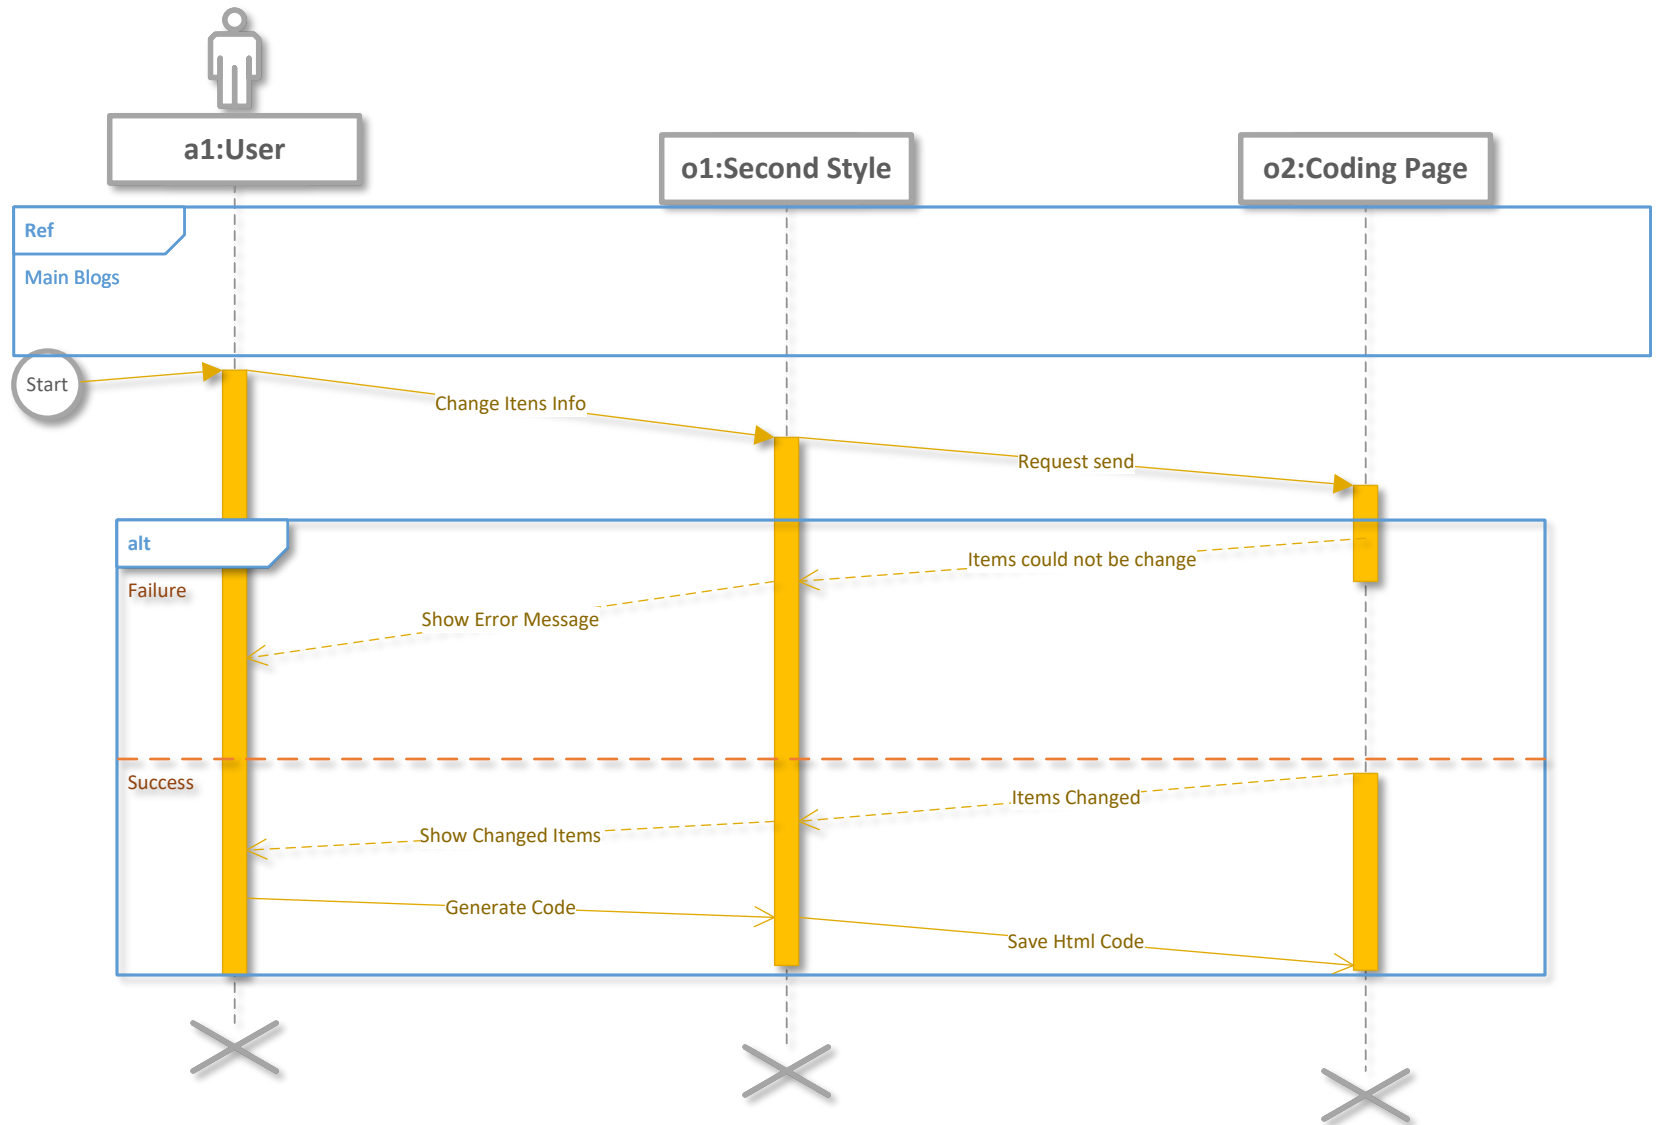 a1:User
o1:Second Style
o2:Coding Page
Ref
Main Blogs
Start
Change Itens Info
Request send
alt
Items could not be change
Failure
Show Error Message
Success
Items Changed
Show Changed Items
Generate Code
Save Html Code